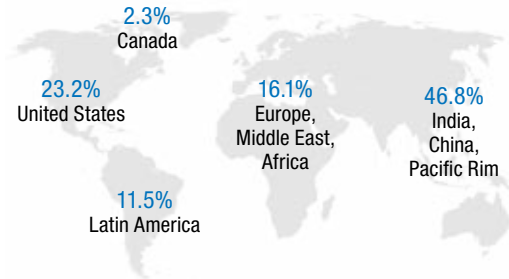 2.3%
Canada
23.2%
United States
16.1%
Europe,
Middle East,
Africa
46.8%
India,
China,
Pacific Rim
11.5%
Latin America